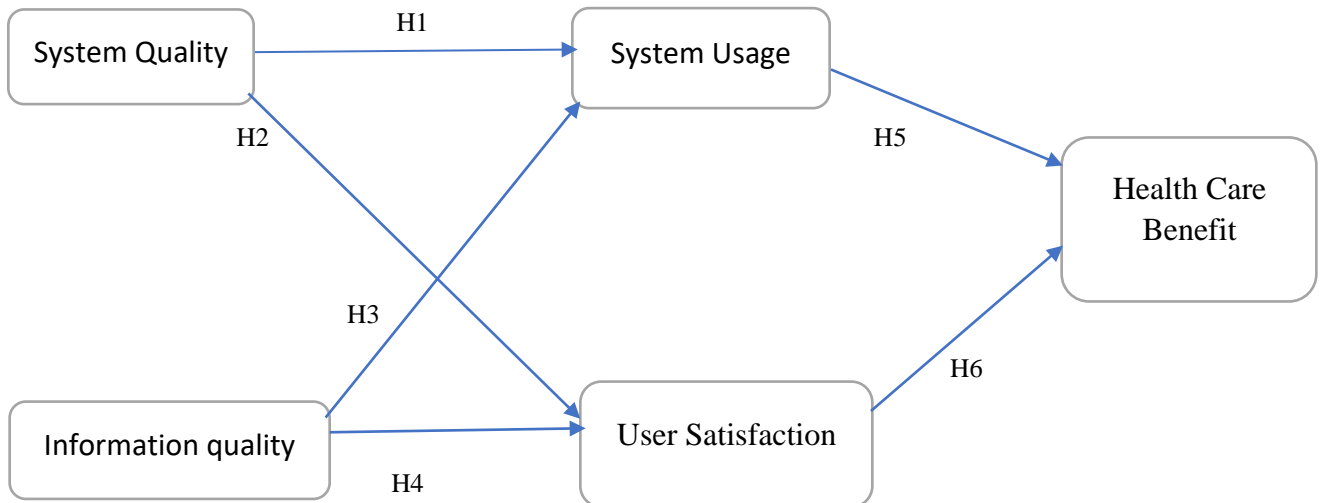 H1
System Quality
System Usage
H2
H5
Health Care
Benefit
H3
H6
Information quality
User Satisfaction
H4